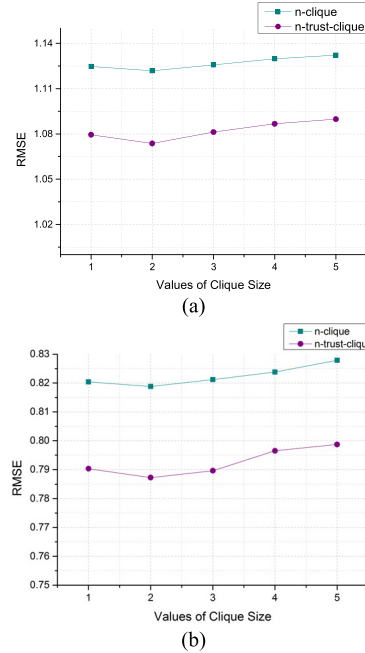 n-clique
n-trust-clique
1.14
1.11
1.08
1.05
1.02
RMSE
1 2 3 4 5
Values of Clique Size
(a)
n-clique
n-trust-cliqu
0.83
0.82
0.81
0.80
0.79
0.78
0.77
0.76
0.75
RMSE
1 2 3 4 5
Values of Clique Size
(b)